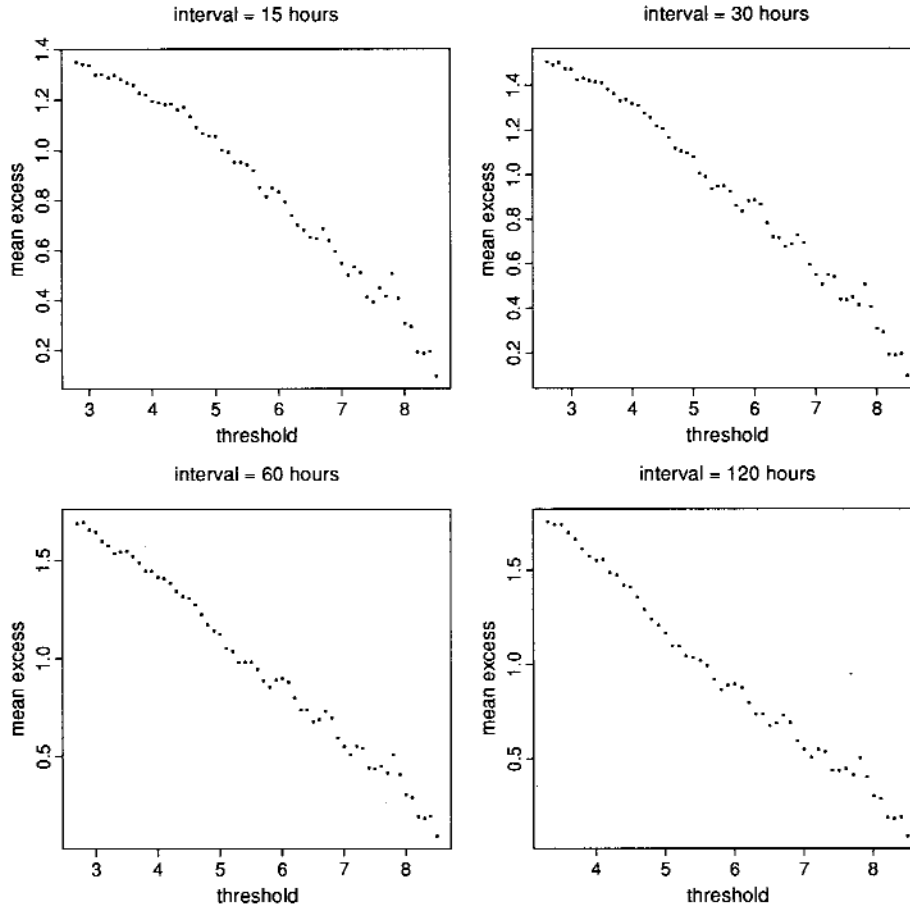 interval = 15 hours
mean excess
0.2 0.4 0.6 0.8 1.0 1.2 1.4
3 4 5 6 7 8
threshold
interval = 30 hours
mean excess
0.2 0.4 0.6 0.8 1.0 1.2 1.4
3 4 5 6 7 8
threshold
interval = 60 hours
mean excess
0.5 1.0 1.5
3 4 5 6 7 8
threshold
interval = 120 hours
mean excess
0.5 1.0 1.5
4 5 6 7 8
threshold